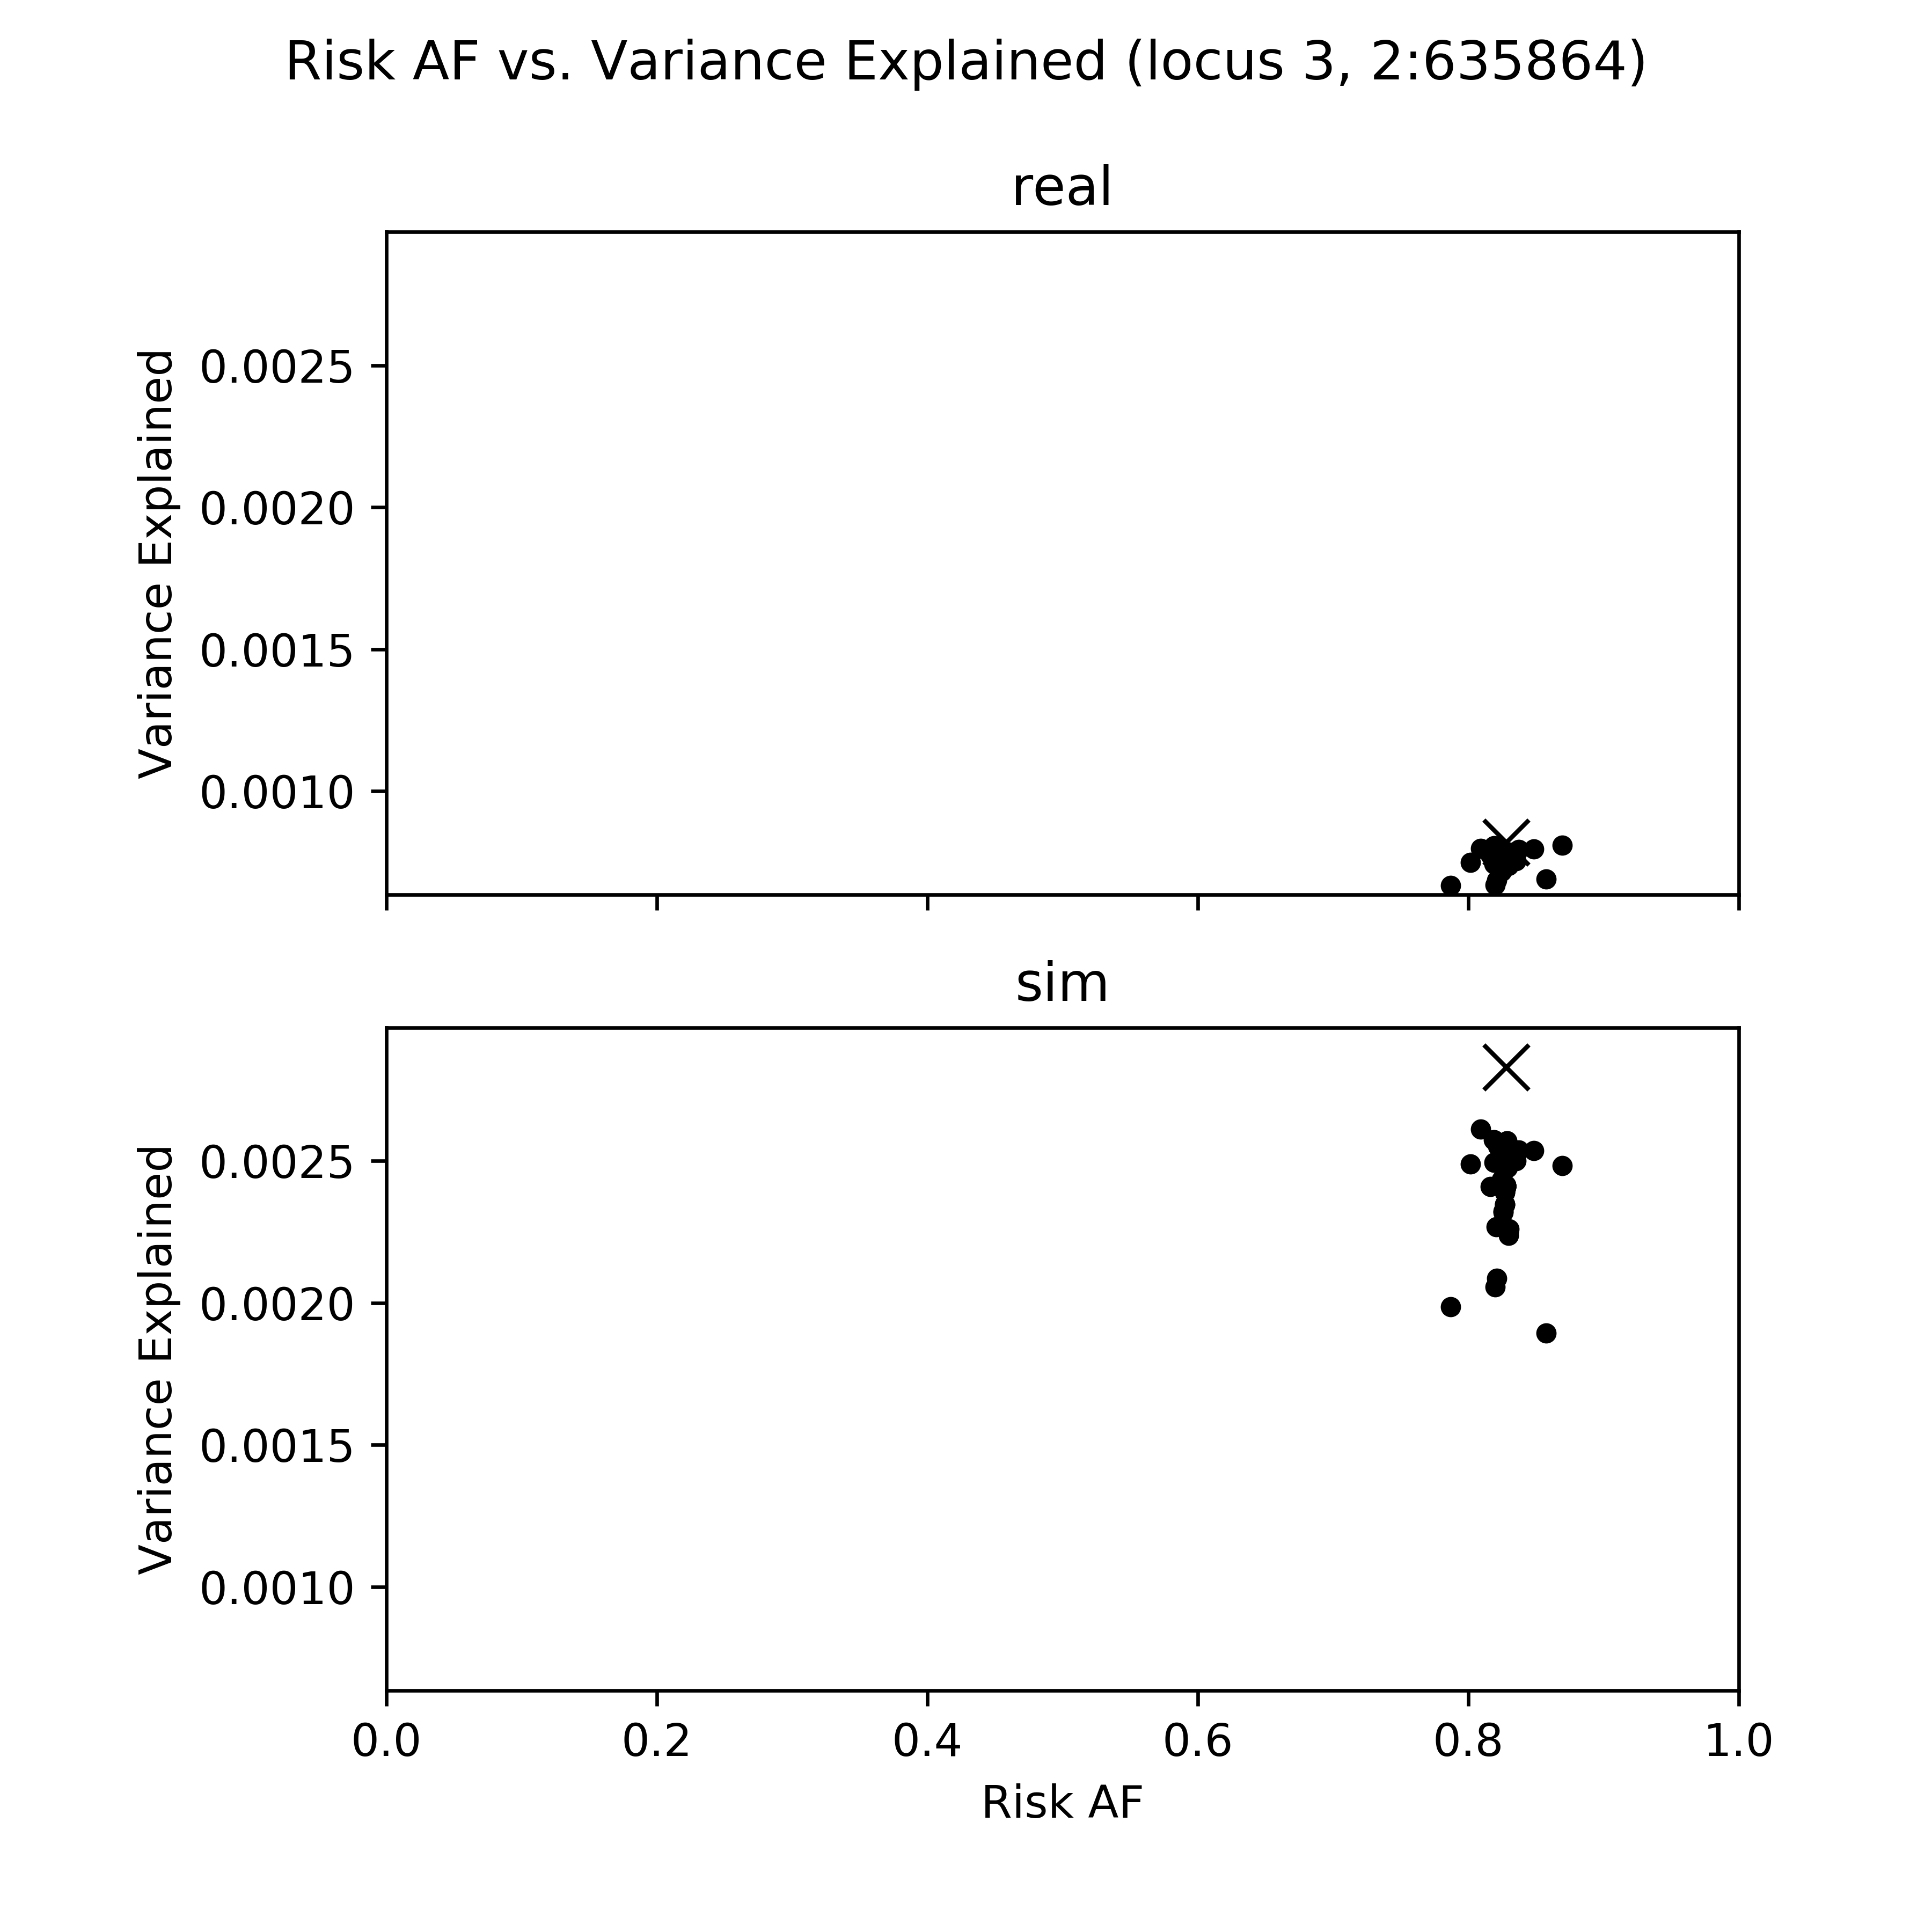 Risk AF vs. Variance Explained (locus 3, 2:635864)
real
Variance Explained
0.0025
0.0020
0.0015
0.0010
sim
Variance Explained
0.0025
0.0020
0.0015
0.0010
0.0 0.2 0.4 0.6 0.8 1.0
Risk AF